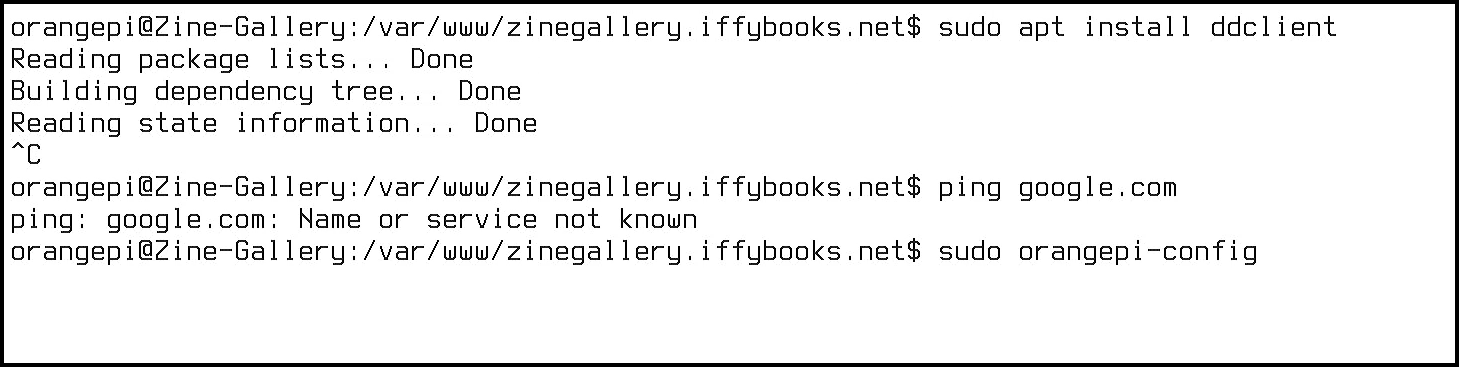 orangepi@Zine-Gallery:/var/www/zinegallery.iffybooks.net$ sudo apt install ddclient
Reading package lists... Done
Building dependency tree... Done
Reading state information... Done
^C
orangepi@Zine-Gallery:/var/www/zinegallery.iffybooks.net$ ping google.com
ping: google.com: Name or service not known
orangepi@Zine-Gallery:/var/www/zinegallery.iffybooks.net$ sudo orangepi-config